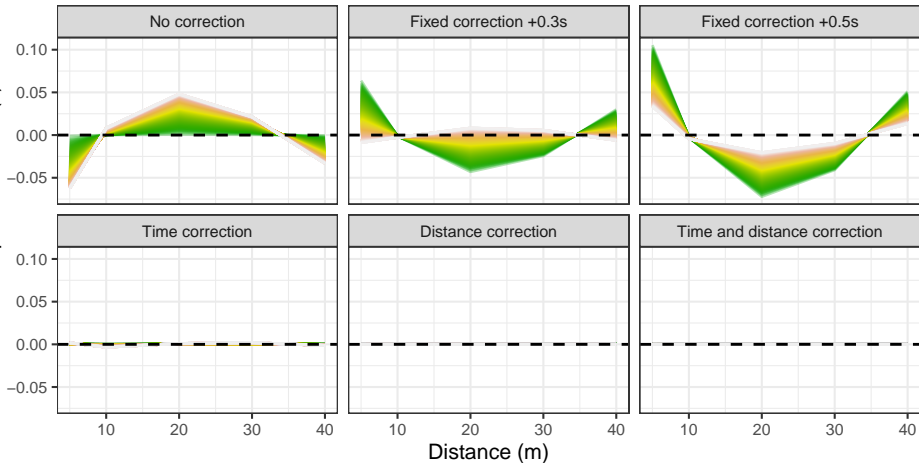 No correction
Fixed correction +0.3s
Fixed correction +0.5s
0.10
0.05
0.00
−0.05
Time correction
Distance correction
Time and distance correction
0.10
0.05
0.00
−0.05
10 20 30 40 10 20 30 40 10 20 30 40
Distance (m)